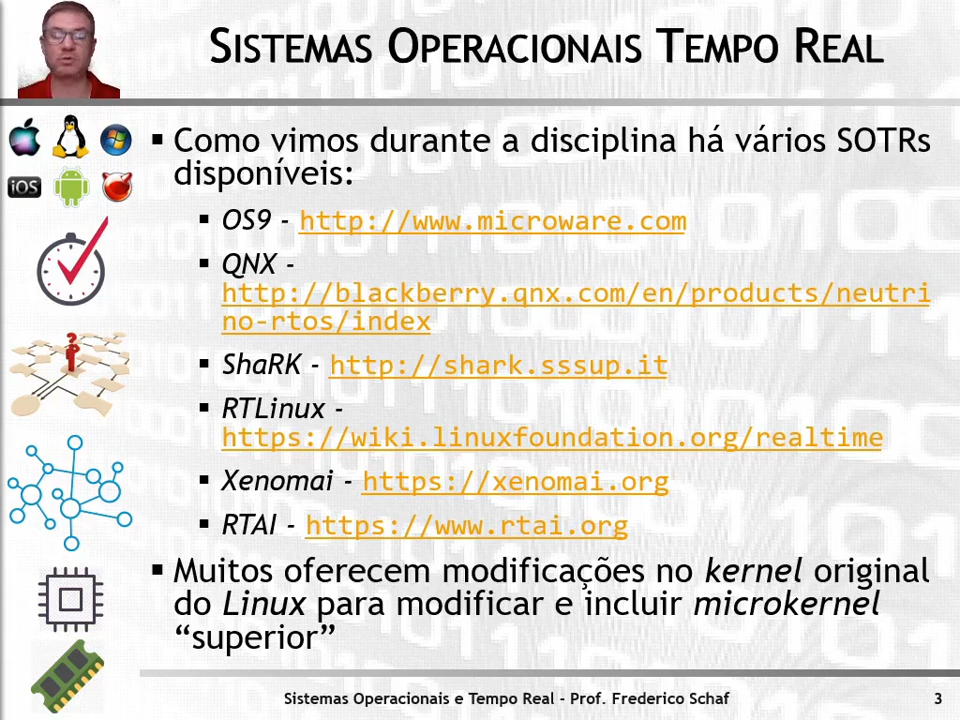 SISTEMAS OPERACIONAIS TEMPO REAL
iOS
▪ Como vimos durante a disciplina há vários SOTRs
disponíveis:
▪ OS9 - http://www.microware.com
▪ QNX -
http://blackberry.qnx.com/en/products/neutri
no-rtos/index
▪ ShaRK - http://shark.sssup.it
▪ RTLinux -
https://wiki.linuxfoundation.org/realtime
▪ Xenomai - https://xenomai.org
▪ RTAI - https://www.rtai.org
▪ Muitos oferecem modificações no kernel original
do Linux para modificar e incluir microkernel
“superior”
Sistemas Operacionais e Tempo Real - Prof. Frederico Schaf 3